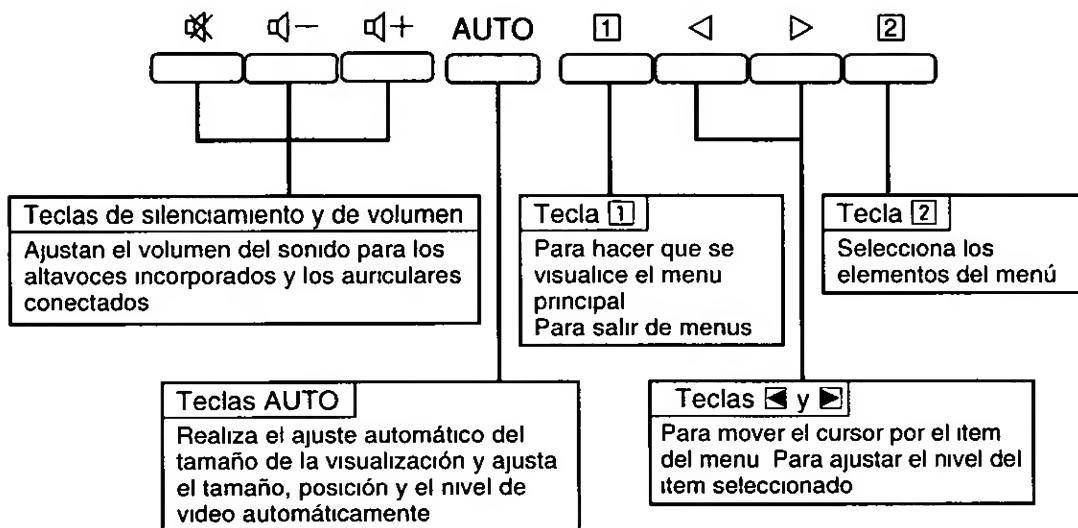 AUTO 1 2
Teclas de silenciamiento y de volumen
Ajustan el volumen del sonido para los
altavoces incorporados y los auriculares
conectados
Tecla 1
Para hacer que se
visualice el menu
principal
Para salir de menus
Tecla 2
Selecciona los
elementos del menú
Teclas AUTO
Realiza el ajuste automático del
tamaño de la visualización y ajusta
el tamaño, posición y el nivel de
video automáticamente
Teclas ◀ y ▶
Para mover el cursor por el item
del menu Para ajustar el nivel del
item seleccionado